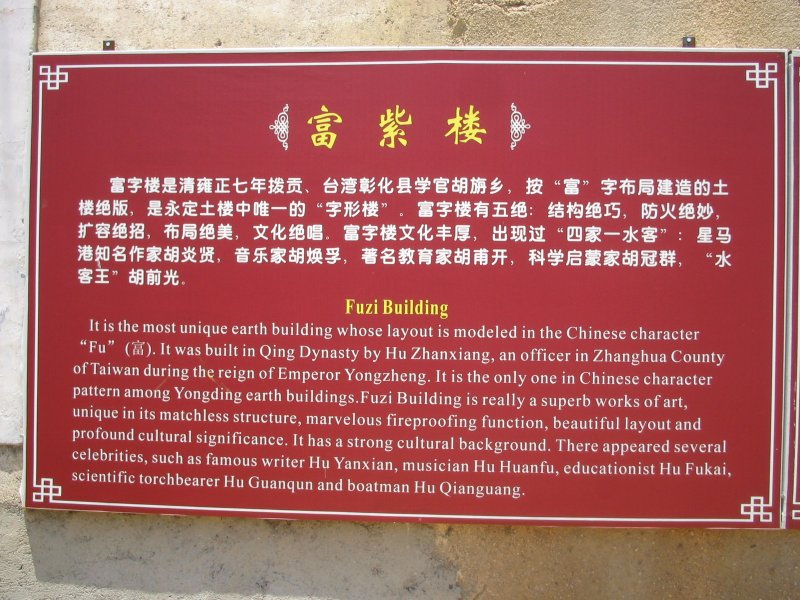 富紫楼
富字楼是清雍正七年拨贡、台湾彰化县学官胡旃乡，按“富”字布局建造的土
楼绝版，是永定土楼中唯一的“字形楼”。富字楼有五绝：结构绝巧，防火绝妙，
扩容绝招，布局绝美，文化绝唱。富字楼文化丰厚，出现过“四家一水客”：星马
港知名作家胡炎贤，音乐家胡焕孚，著名教育家胡甫开，科学启蒙家胡冠群，“水
客王”胡前光。
Fuzi Building
It is the most unique earth building whose layout is modeled in the Chinese character
“Fu” (富). It was built in Qing Dynasty by Hu Zhanxiang, an officer in Zhanghua County
of Taiwan during the reign of Emperor Yongzheng. It is the only one in Chinese character
pattern among Yongding earth buildings.Fuzi Building is really a superb works of art,
unique in its matchless structure, marvelous fireproofing function, beautiful layout and
profound cultural significance. It has a strong cultural background. There appeared several
celebrities, such as famous writer Hu Yanxian, musician Hu Huanfu, educationist Hu Fukai,
scientific torchbearer Hu Guanqun and boatman Hu Qianguang.